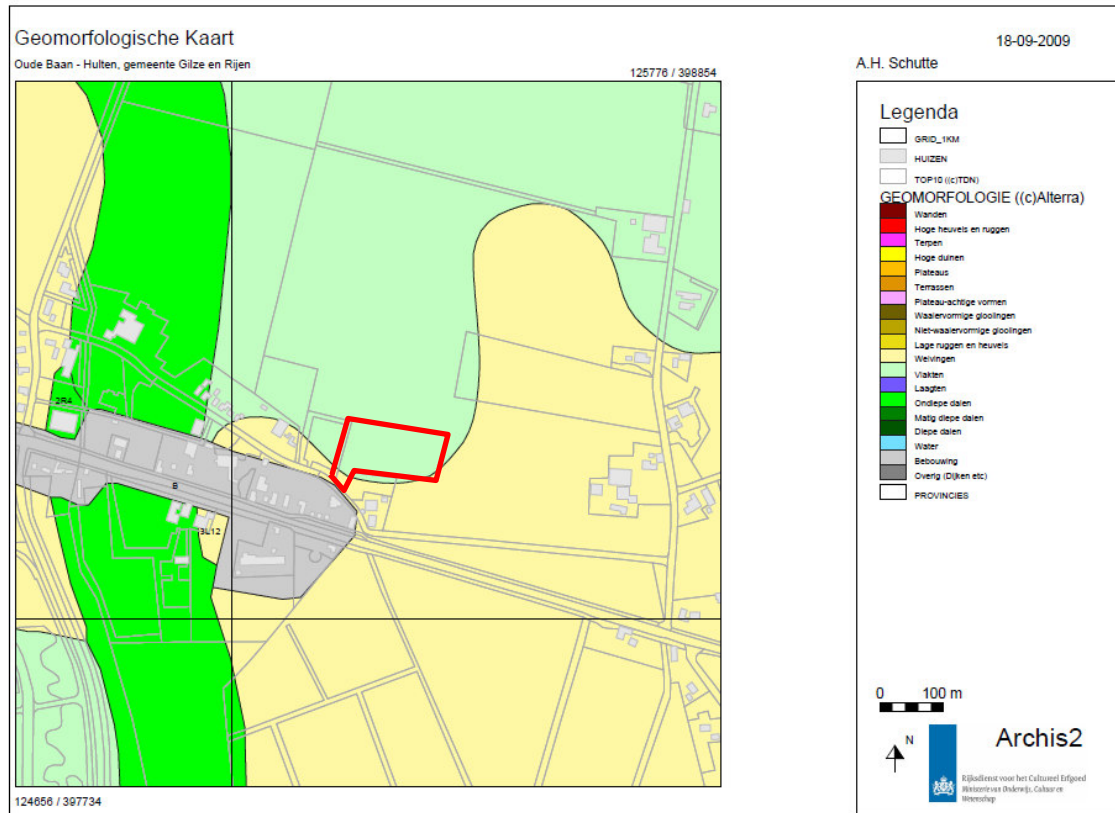 Geomorfologische Kaart
Oude Baan - Hulten, gemeente Gilze en Rijen
125776 / 398854
2R4
B
3L12
124656 / 397734
18-09-2009
A.H. Schutte
Legenda
GRID_1KM
HUIZEN
TOP10 ((c)TDN)
GEOMORFOLOGIE ((c)Alterra)
Wanden
Hoge heuvels en ruggen
Terpen
Hoge duinen
Plateaus
Terrassen
Plateau-achtige vormen
Waaiervormige glooiingen
Niet-waaiervormige glooiingen
Lage ruggen en heuvels
Welvingen
Vlakten
Laagten
Ondiepe dalen
Matig diepe dalen
Diepe dalen
Water
Bebouwing
Overig (Dijken etc)
PROVINCIES
0 100 m
N
Archis2
Rijksdienst voor het Cultureel Erfgoed
Ministerie van Onderwijs, Cultuur en
Wetenschap